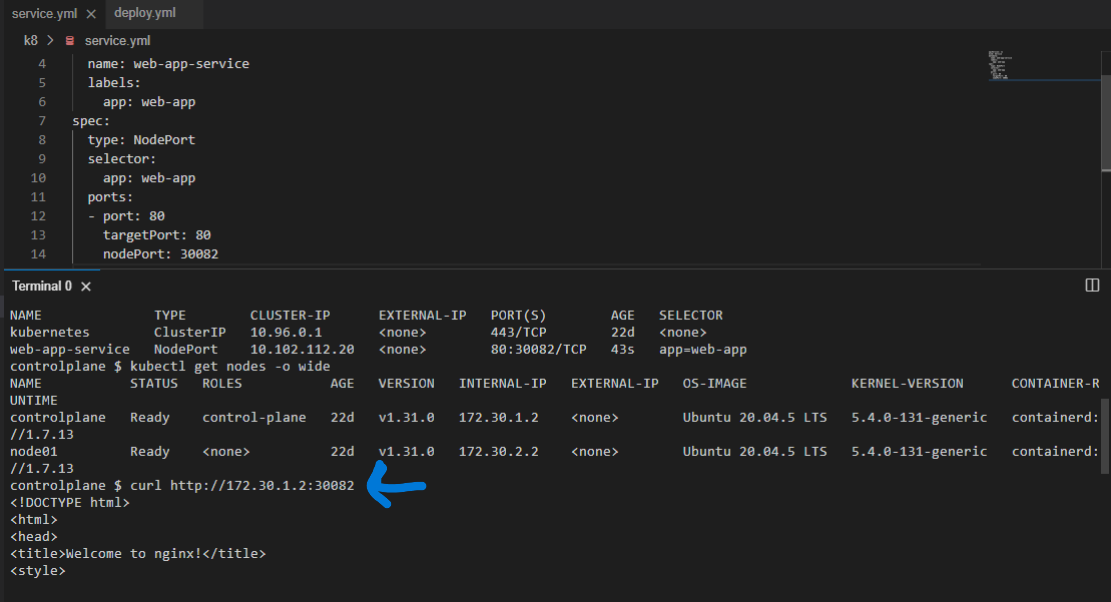 service.yml × deploy.yml
k8 > service.yml
4 name: web-app-service
5 labels:
6 app: web-app
7 spec:
8 type: NodePort
9 selector:
10 app: web-app
11 ports:
12 - port: 80
13 targetPort: 80
14 nodePort: 30082
Terminal 0 ×
NAME TYPE CLUSTER-IP EXTERNAL-IP PORT(S) AGE SELECTOR
kubernetes ClusterIP 10.96.0.1 <none> 443/TCP 22d <none>
web-app-service NodePort 10.102.112.20 <none> 80:30082/TCP 43s app=web-app
controlplane $ kubectl get nodes -o wide
NAME STATUS ROLES AGE VERSION INTERNAL-IP EXTERNAL-IP OS-IMAGE KERNEL-VERSION CONTAINER-R
UNTIME
controlplane Ready control-plane 22d v1.31.0 172.30.1.2 <none> Ubuntu 20.04.5 LTS 5.4.0-131-generic containerd:
//1.7.13
node01 Ready <none> 22d v1.31.0 172.30.2.2 <none> Ubuntu 20.04.5 LTS 5.4.0-131-generic containerd:
//1.7.13
controlplane $ curl http://172.30.1.2:30082
<!DOCTYPE html>
<html>
<head>
<title>Welcome to nginx!</title>
<style>